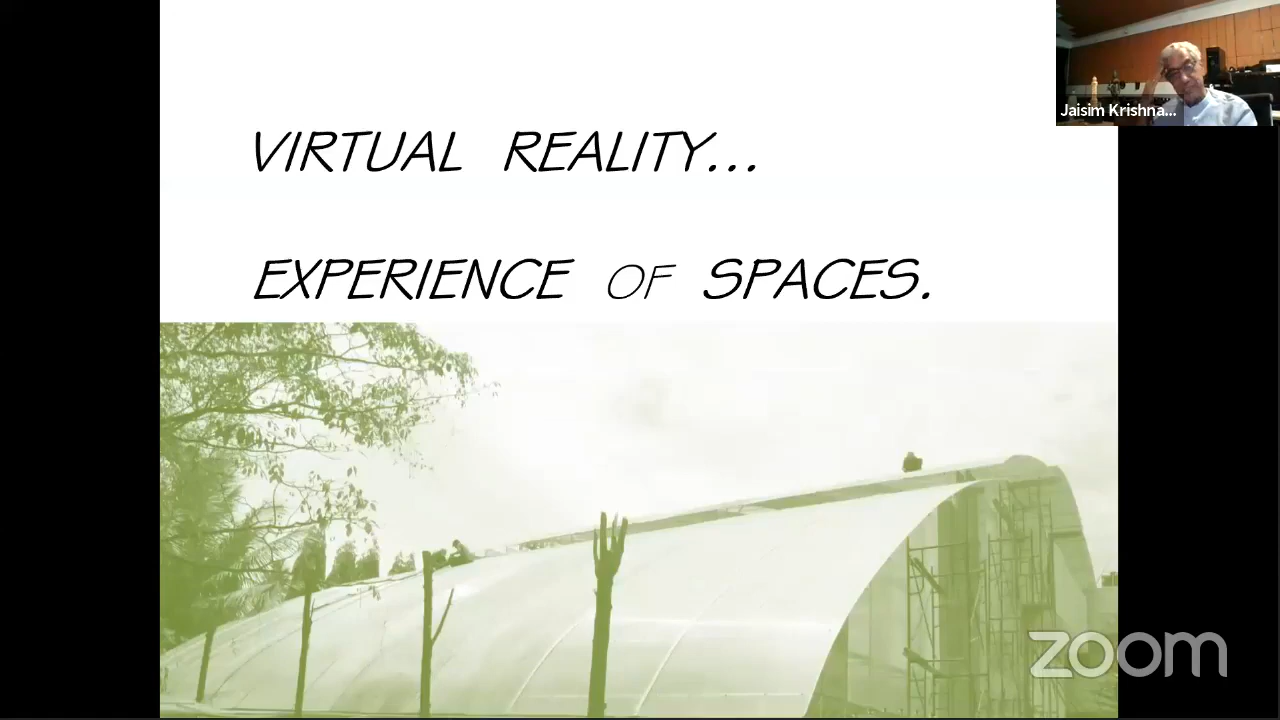 Jaisim Krishna...
VIRTUAL REALITY...
EXPERIENCE OF SPACES.
zoom